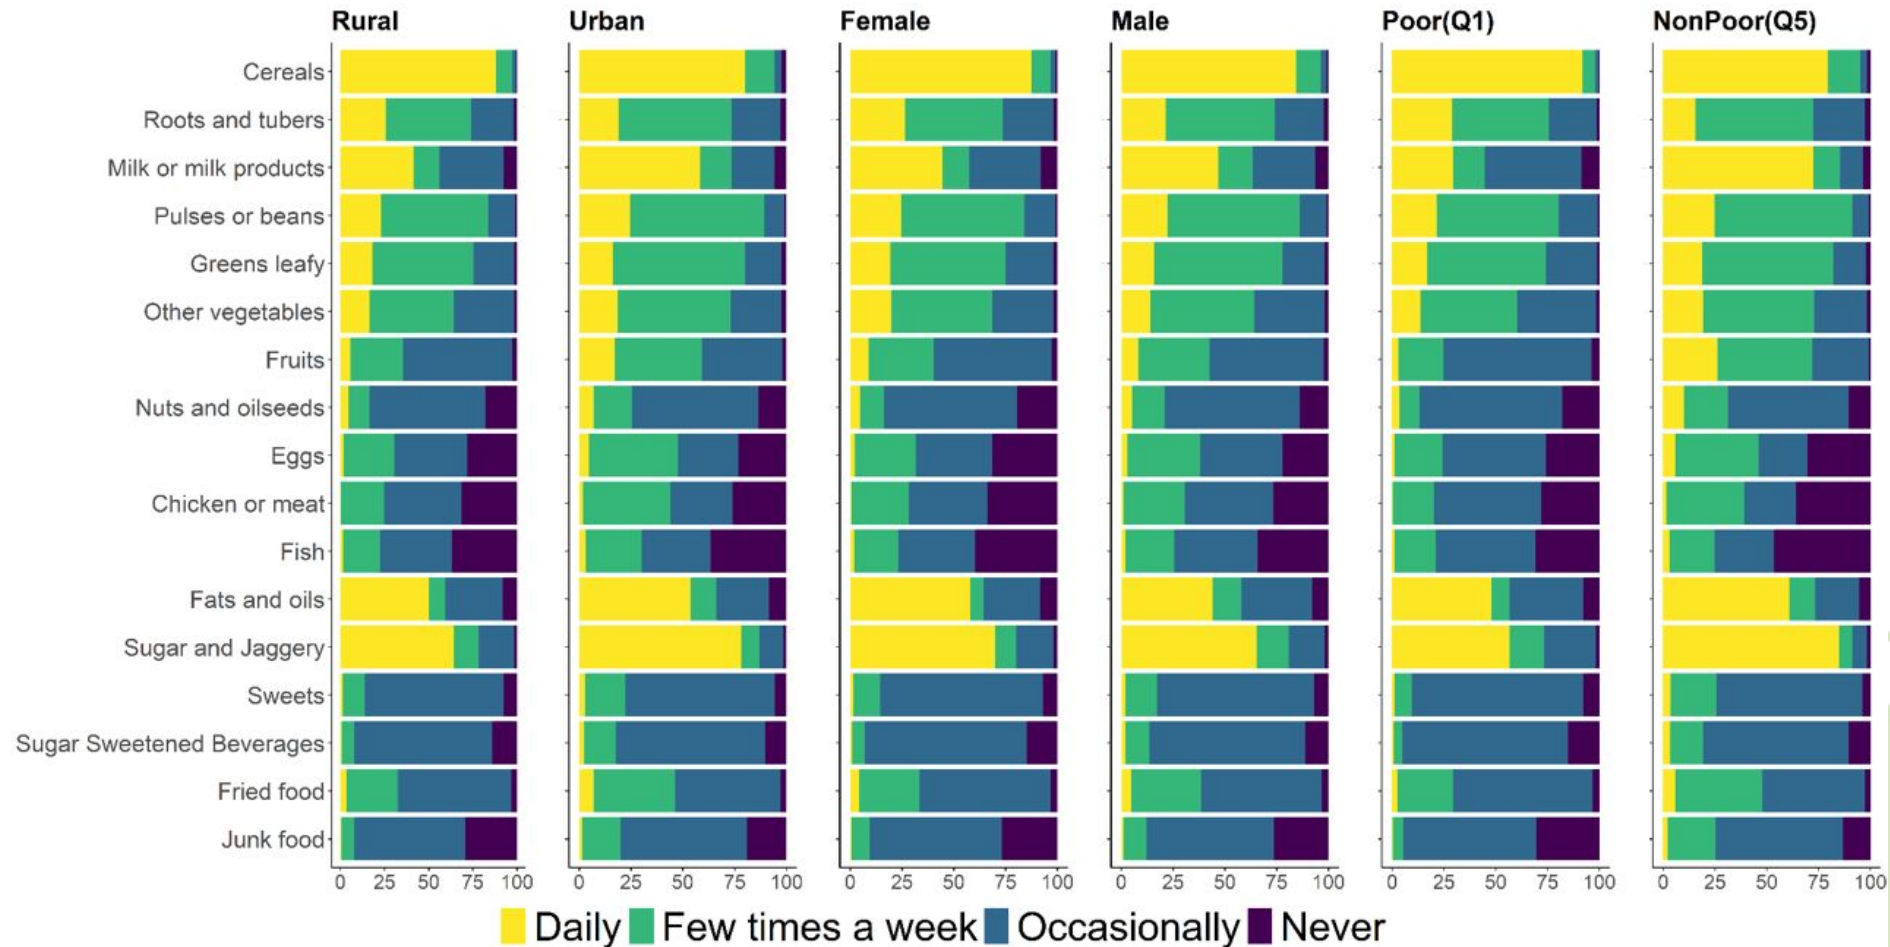 Rural Urban Female Male Poor(Q1) NonPoor(Q5)
Cereals
Roots and tubers
Milk or milk products
Pulses or beans
Greens leafy
Other vegetables
Fruits
Nuts and oilseeds
Eggs
Chicken or meat
Fish
Fats and oils
Sugar and Jaggery
Sweets
Sugar Sweetened Beverages
Fried food
Junk food
0 25 50 75 100 0 25 50 75 100 0 25 50 75 100 0 25 50 75 100 0 25 50 75 100 0 25 50 75 100
Daily Few times a week Occasionally Never